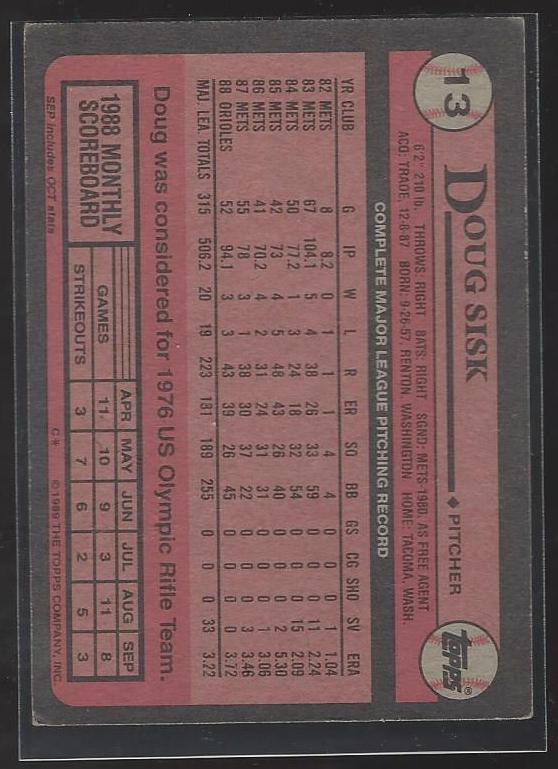 13
DOUG SISK ♦ PITCHER
TOPPS®
6'2" 210 lb. THROWS: RIGHT BATS: RIGHT SGND: METS-1980, AS FREE AGENT
ACQ: TRADE, 12-8-87 BORN: 9-26-57, RENTON, WASHINGTON HOME: TACOMA, WASH.
COMPLETE MAJOR LEAGUE PITCHING RECORD
YR CLUB G IP W L R ER SO BB GS CG SHO SV ERA
82 METS 8 8.2 0 1 1 1 4 4 0 0 0 1 1.04
83 METS 67 104.1 5 4 38 26 33 59 0 0 0 11 2.24
84 METS 50 77.2 1 3 24 18 32 54 0 0 0 15 2.09
85 METS 42 73 4 5 48 43 26 40 0 0 0 2 5.30
86 METS 41 70.2 4 2 31 24 31 31 0 0 0 1 3.06
87 METS 55 78 3 1 38 30 37 22 0 0 0 3 3.46
88 ORIOLES 52 94.1 3 3 43 39 26 45 0 0 0 0 3.72
MAJ. LEA. TOTALS 315 506.2 20 19 223 181 189 255 0 0 0 33 3.22
Doug was considered for 1976 US Olympic Rifle Team.
1988 MONTHLY
SCOREBOARD
APR MAY JUN JUL AUG SEP
GAMES 11 10 9 3 11 8
STRIKEOUTS 3 7 6 2 5 3
SEP includes OCT stats
C* ©1989 THE TOPPS COMPANY, INC.